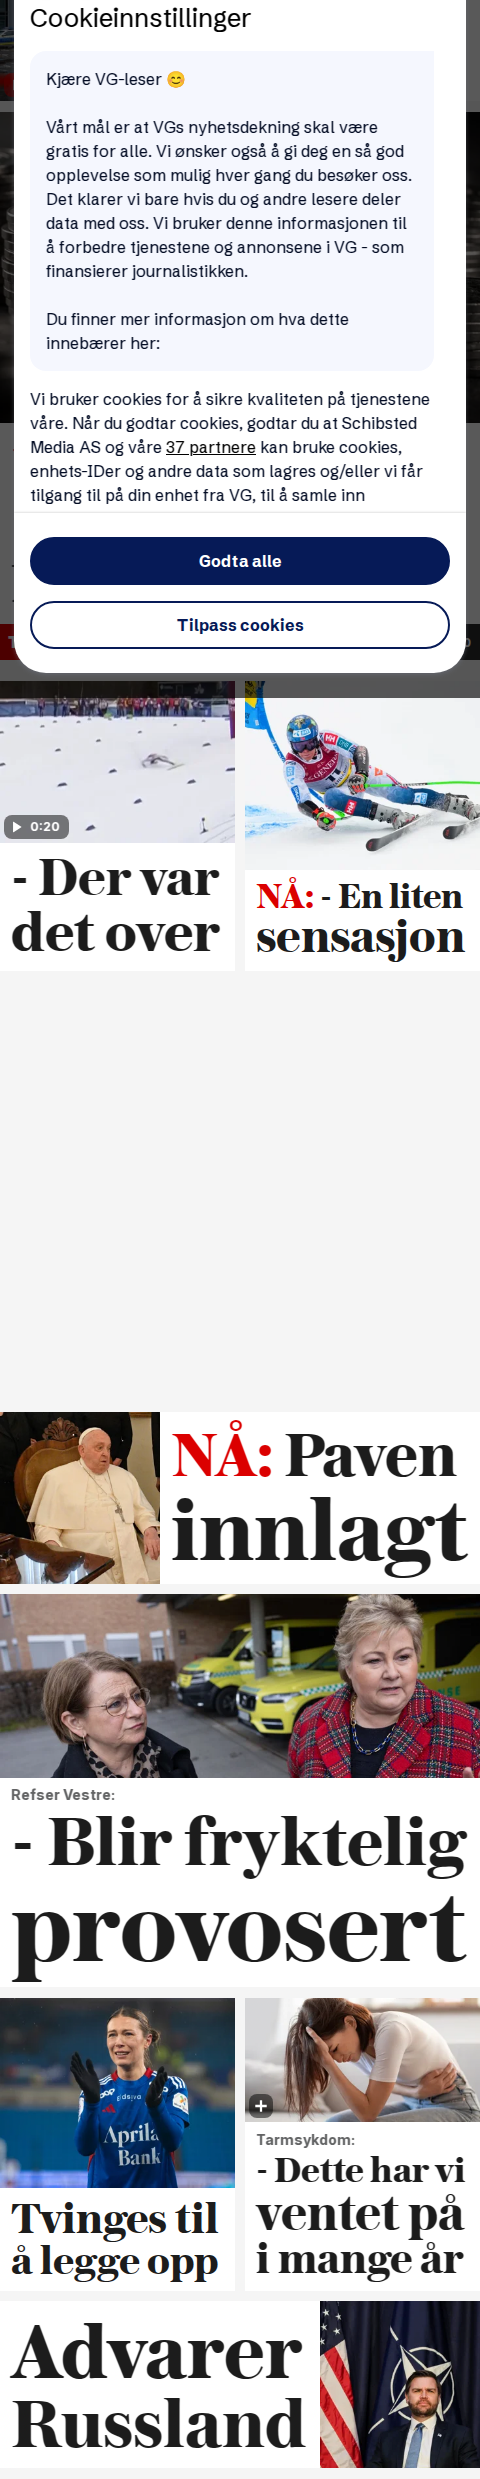 Cookieinnstillinger
Kjære VG-leser 😊
Vårt mål er at VGs nyhetsdekning skal være
gratis for alle. Vi ønsker også å gi deg en så god
opplevelse som mulig hver gang du besøker oss.
Det klarer vi bare hvis du og andre lesere deler
data med oss. Vi bruker denne informasjonen til
å forbedre tjenestene og annonsene i VG - som
finansierer journalistikken.
Du finner mer informasjon om hva dette
innebærer her:
Vi bruker cookies for å sikre kvaliteten på tjenestene
våre. Når du godtar cookies, godtar du at Schibsted
Media AS og våre 37 partnere kan bruke cookies,
enhets-IDer og andre data som lagres og/eller vi får
tilgang til på din enhet fra VG, til å samle inn
Godta alle
Tilpass cookies
0:20
- Der var
det over
NÅ: - En liten
sensasjon
NÅ: Paven
innlagt
Refser Vestre:
- Blir fryktelig
provosert
Aprila
Bank
Tvinges til
å legge opp
Tarmsykdom:
- Dette har vi
ventet på
i mange år
Advarer
Russland